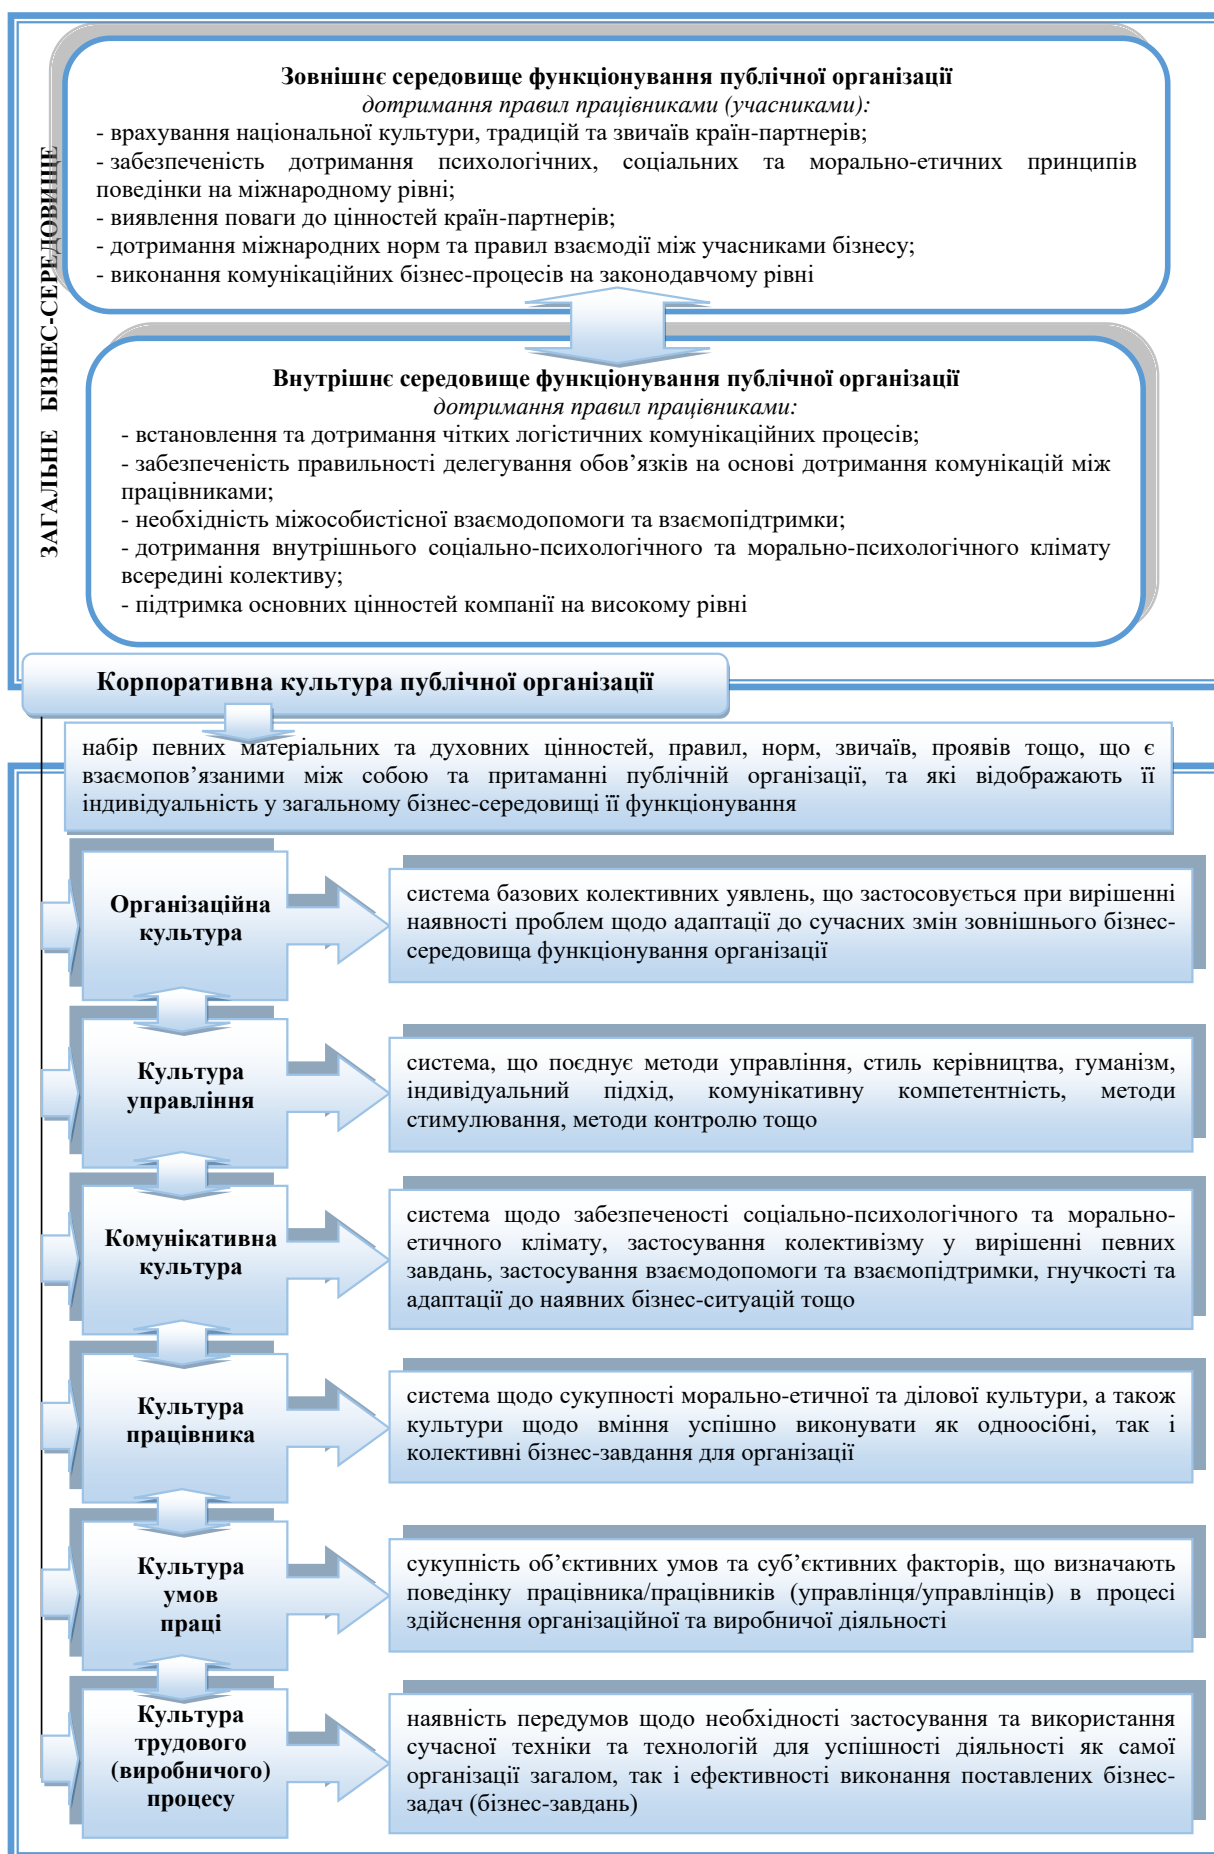 ЗАГАЛЬНЕ БІЗНЕС-СЕРЕДОВИЩЕ
Зовнішнє середовище функціонування публічної організації
дотримання правил працівниками (учасниками):
- врахування національної культури, традицій та звичаїв країн-партнерів;
- забезпеченість дотримання психологічних, соціальних та морально-етичних принципів
поведінки на міжнародному рівні;
- виявлення поваги до цінностей країн-партнерів;
- дотримання міжнародних норм та правил взаємодії між учасниками бізнесу;
- виконання комунікаційних бізнес-процесів на законодавчому рівні
Внутрішнє середовище функціонування публічної організації
дотримання правил працівниками:
- встановлення та дотримання чітких логістичних комунікаційних процесів;
- забезпеченість правильності делегування обов’язків на основі дотримання комунікацій між
працівниками;
- необхідність міжособистісної взаємодопомоги та взаємопідтримки;
- дотримання внутрішнього соціально-психологічного та морально-психологічного клімату
всередині колективу;
- підтримка основних цінностей компанії на високому рівні
Корпоративна культура публічної організації
набір певних матеріальних та духовних цінностей, правил, норм, звичаїв, проявів тощо, що є
взаємопов’язаними між собою та притаманні публічній організації, та які відображають її
індивідуальність у загальному бізнес-середовищі її функціонування
Організаційна
культура
система базових колективних уявлень, що застосовується при вирішенні
наявності проблем щодо адаптації до сучасних змін зовнішнього бізнес-
середовища функціонування організації
Культура
управління
система, що поєднує методи управління, стиль керівництва, гуманізм,
індивідуальний підхід, комунікативну компетентність, методи
стимулювання, методи контролю тощо
Комунікативна
культура
система щодо забезпеченості соціально-психологічного та морально-
етичного клімату, застосування колективізму у вирішенні певних
завдань, застосування взаємодопомоги та взаємопідтримки, гнучкості та
адаптації до наявних бізнес-ситуацій тощо
Культура
працівника
система щодо сукупності морально-етичної та ділової культури, а також
культури щодо вміння успішно виконувати як одноосібні, так і
колективні бізнес-завдання для організації
Культура
умов
праці
сукупність об’єктивних умов та суб’єктивних факторів, що визначають
поведінку працівника/працівників (управлінця/управлінців) в процесі
здійснення організаційної та виробничої діяльності
Культура
трудового
(виробничого)
процесу
наявність передумов щодо необхідності застосування та використання
сучасної техніки та технологій для успішності діяльності як самої
організації загалом, так і ефективності виконання поставлених бізнес-
задач (бізнес-завдань)